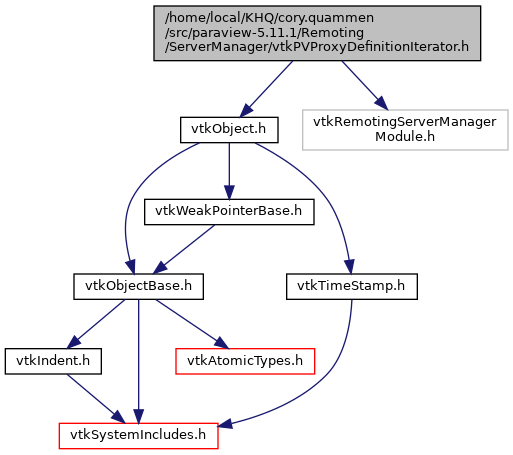 /home/local/KHQ/cory.quammen
/src/paraview-5.11.1/Remoting
/ServerManager/vtkPVProxyDefinitionIterator.h
vtkObject.h
vtkRemotingServerManager
Module.h
vtkWeakPointerBase.h
vtkObjectBase.h
vtkTimeStamp.h
vtkIndent.h
vtkAtomicTypes.h
vtkSystemIncludes.h